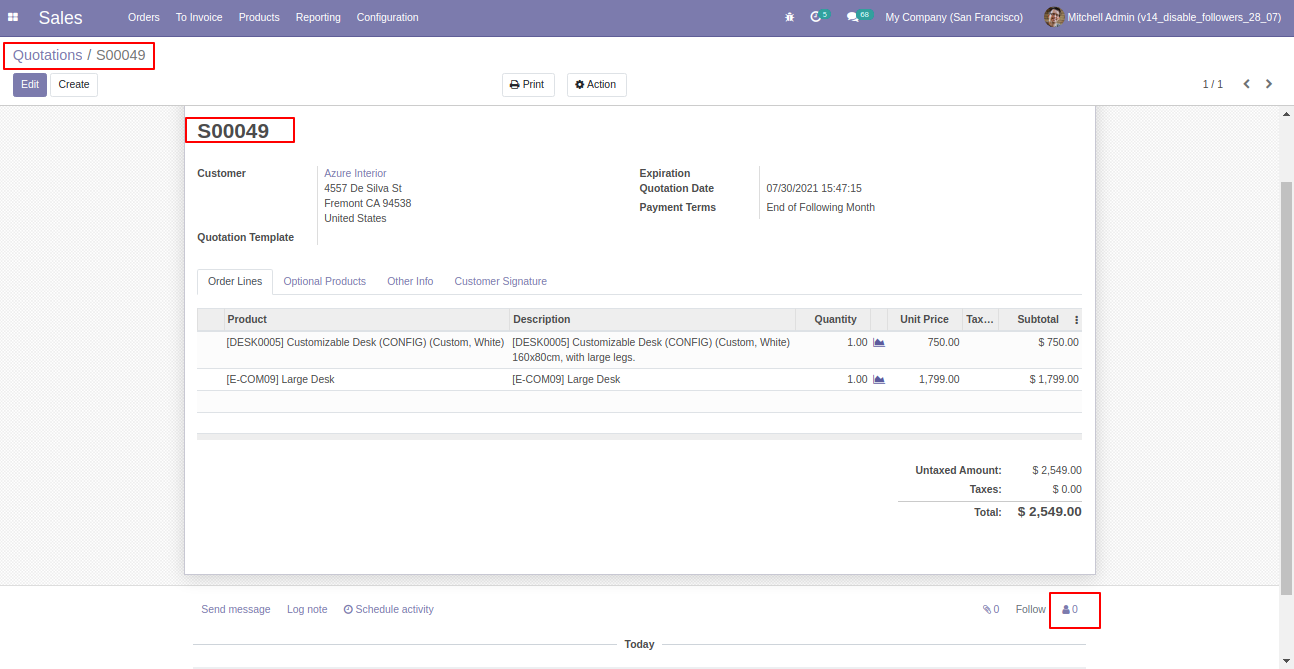 Sales Orders To Invoice Products Reporting Configuration 5 68 My Company (San Francisco) Mitchell Admin (v14_disable_followers_28_07)
Quotations / S00049
Edit Create Print Action 1 / 1
S00049
Customer Azure Interior Expiration
4557 De Silva St Quotation Date 07/30/2021 15:47:15
Fremont CA 94538 Payment Terms End of Following Month
United States
Quotation Template
Order Lines Optional Products Other Info Customer Signature
Product Description Quantity Unit Price Tax… Subtotal
[DESK0005] Customizable Desk (CONFIG) (Custom, White) [DESK0005] Customizable Desk (CONFIG) (Custom, White) 1.00 750.00 $ 750.00
160x80cm, with large legs.
[E-COM09] Large Desk [E-COM09] Large Desk 1.00 1,799.00 $ 1,799.00
Untaxed Amount: $ 2,549.00
Taxes: $ 0.00
Total: $ 2,549.00
Send message Log note Schedule activity 0 Follow 0
Today